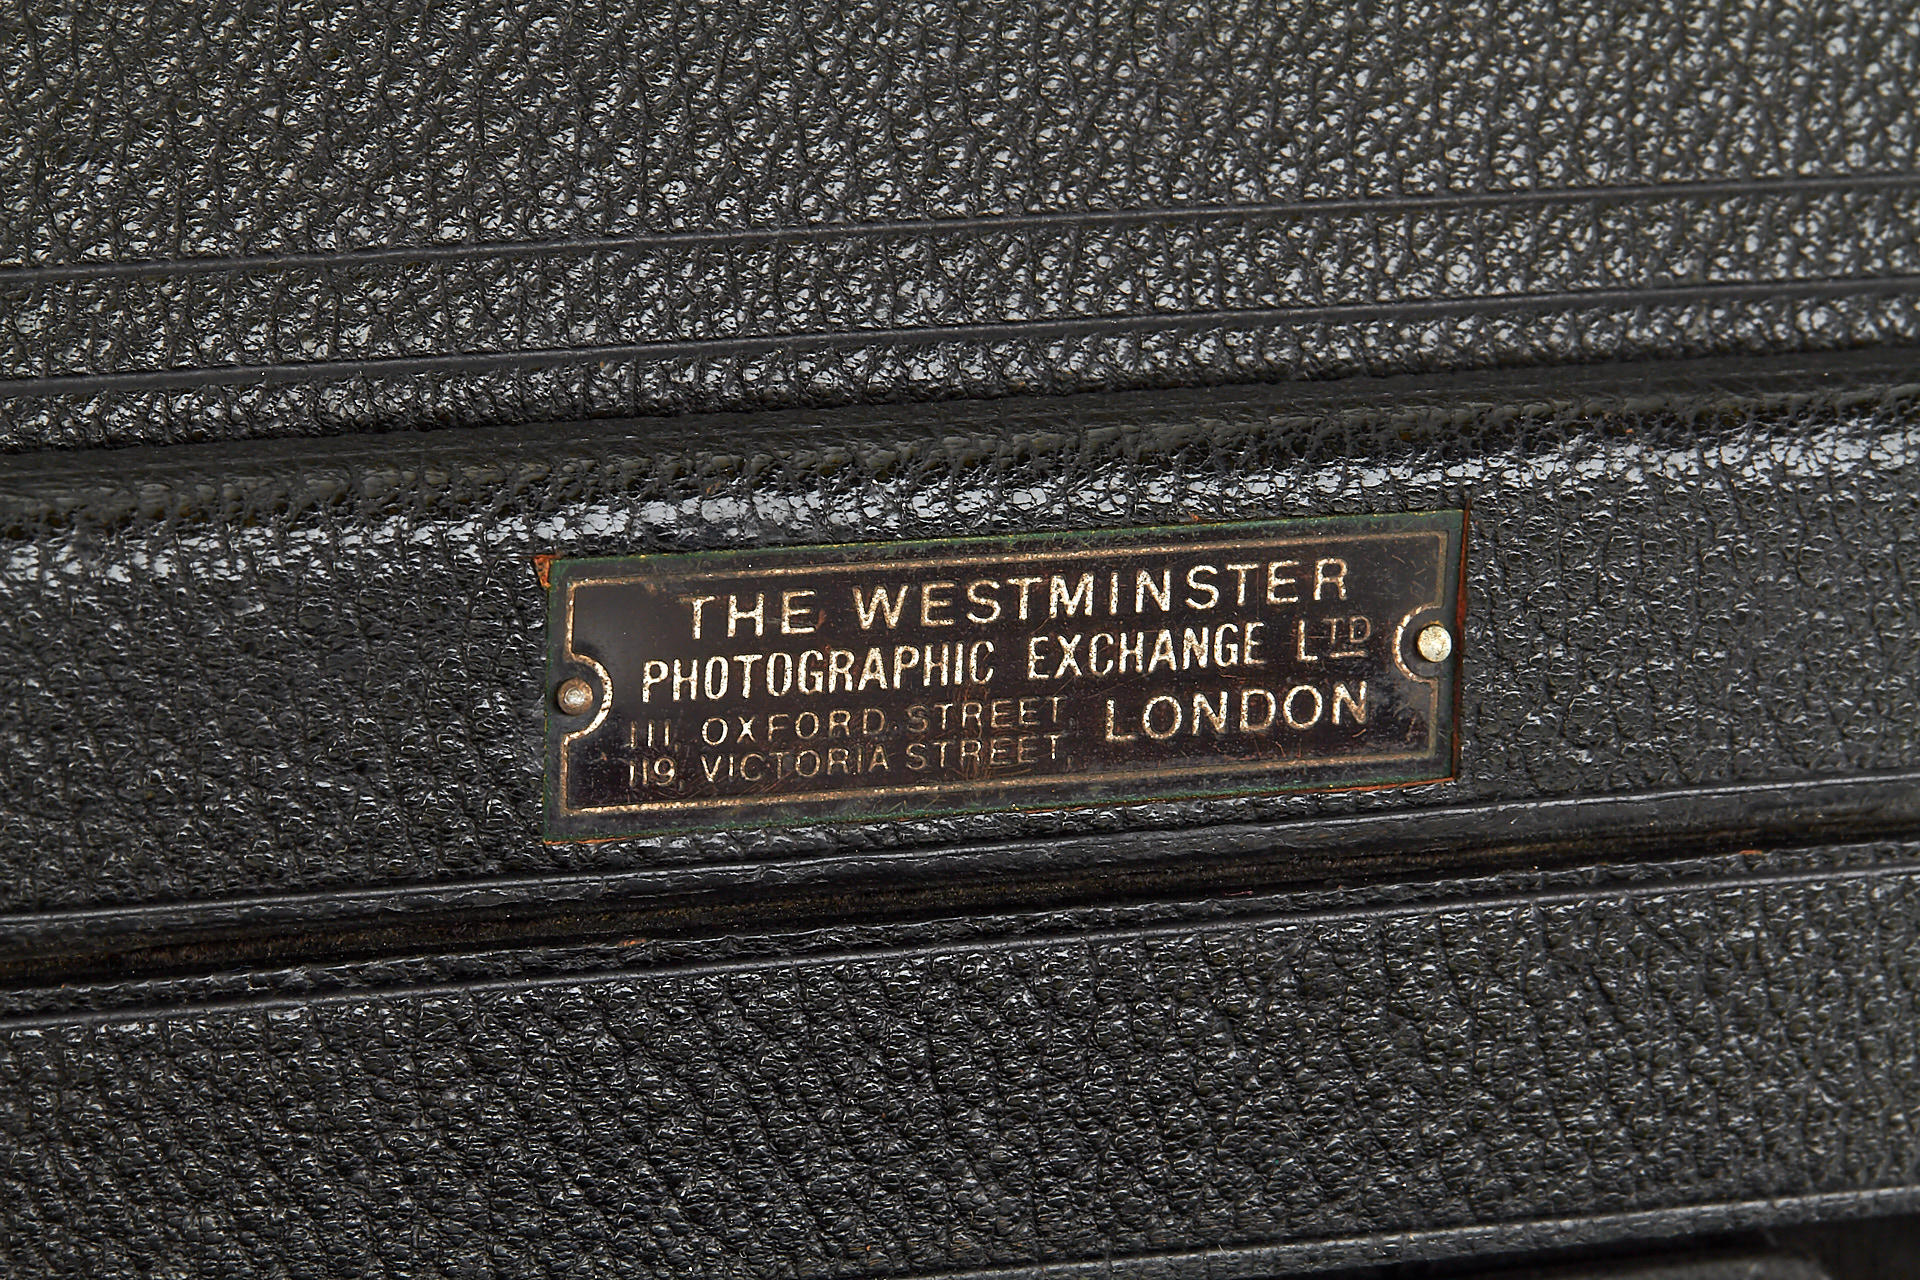 THE WESTMINSTER
PHOTOGRAPHIC EXCHANGE LTD
111, OXFORD STREET,
119, VICTORIA STREET,
LONDON